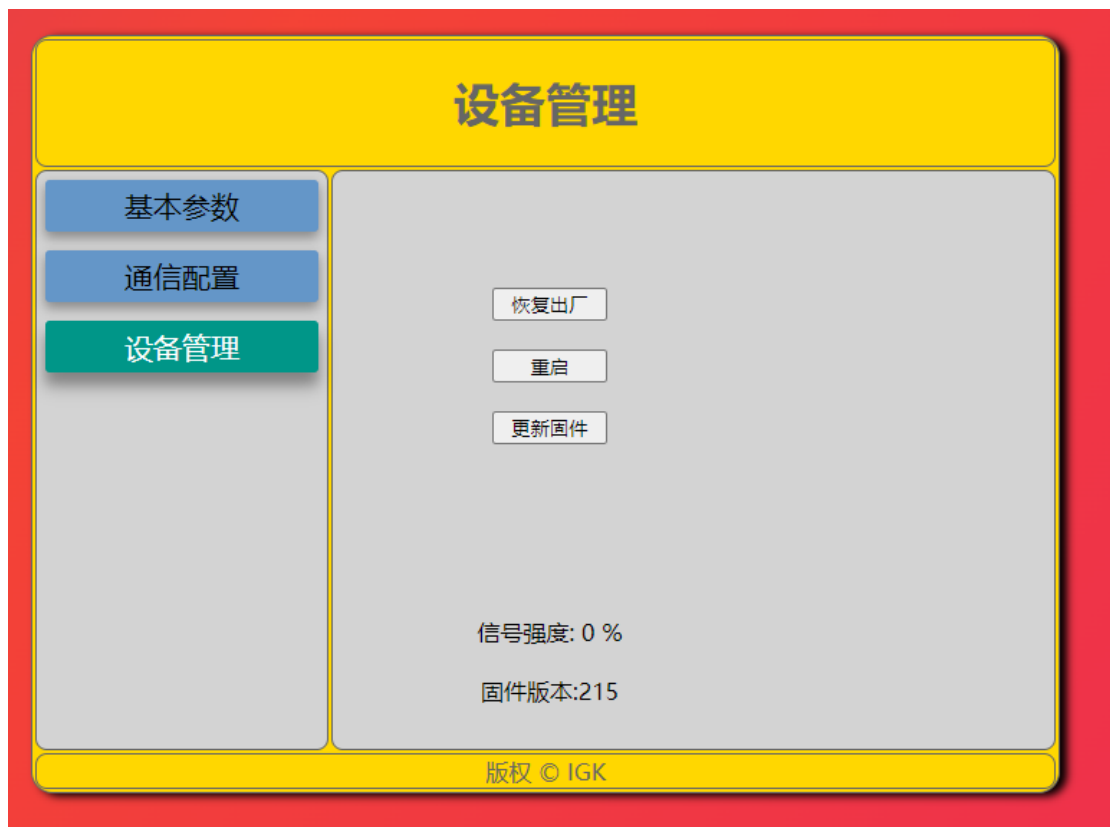 设备管理
基本参数
通信配置
设备管理
恢复出厂
重启
更新固件
信号强度: 0 %
固件版本:215
版权 © IGK